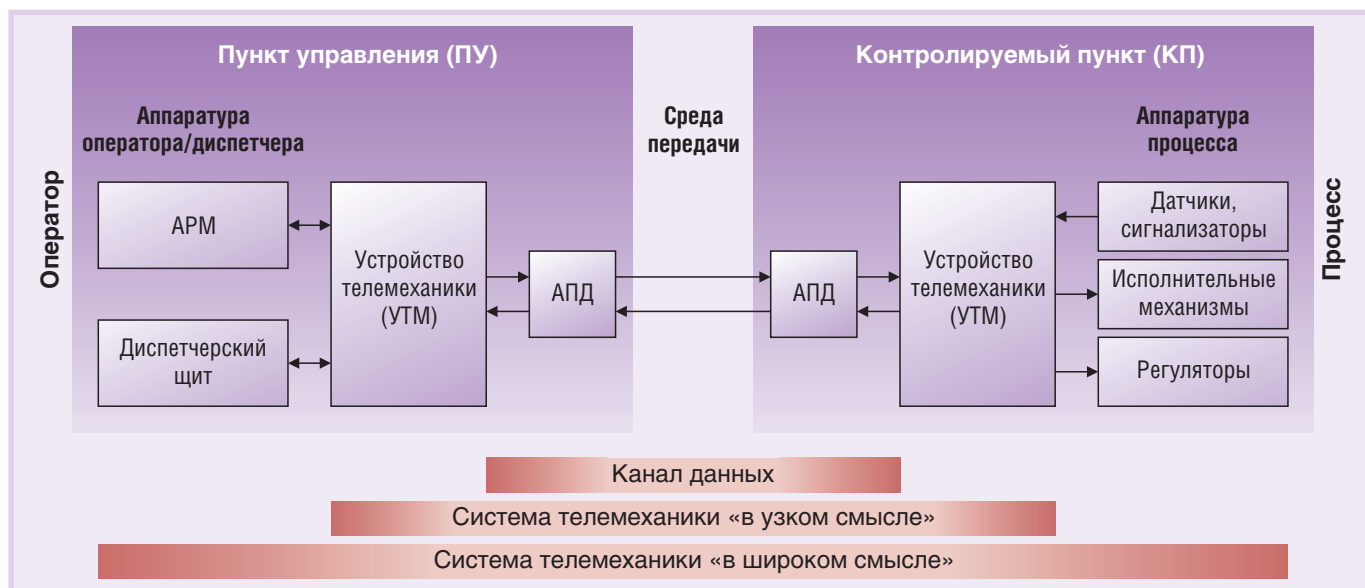 Пункт управления (ПУ)
Контролируемый пункт (КП)
Аппаратура
оператора/диспетчера
Среда
передачи
Аппаратура
процесса
Оператор
АРМ
Диспетчерский
щит
Устройство
телемеханики
(УТМ)
АПД
АПД
Устройство
телемеханики
(УТМ)
Датчики,
сигнализаторы
Исполнительные
механизмы
Регуляторы
Процесс
Канал данных
Система телемеханики «в узком смысле»
Система телемеханики «в широком смысле»